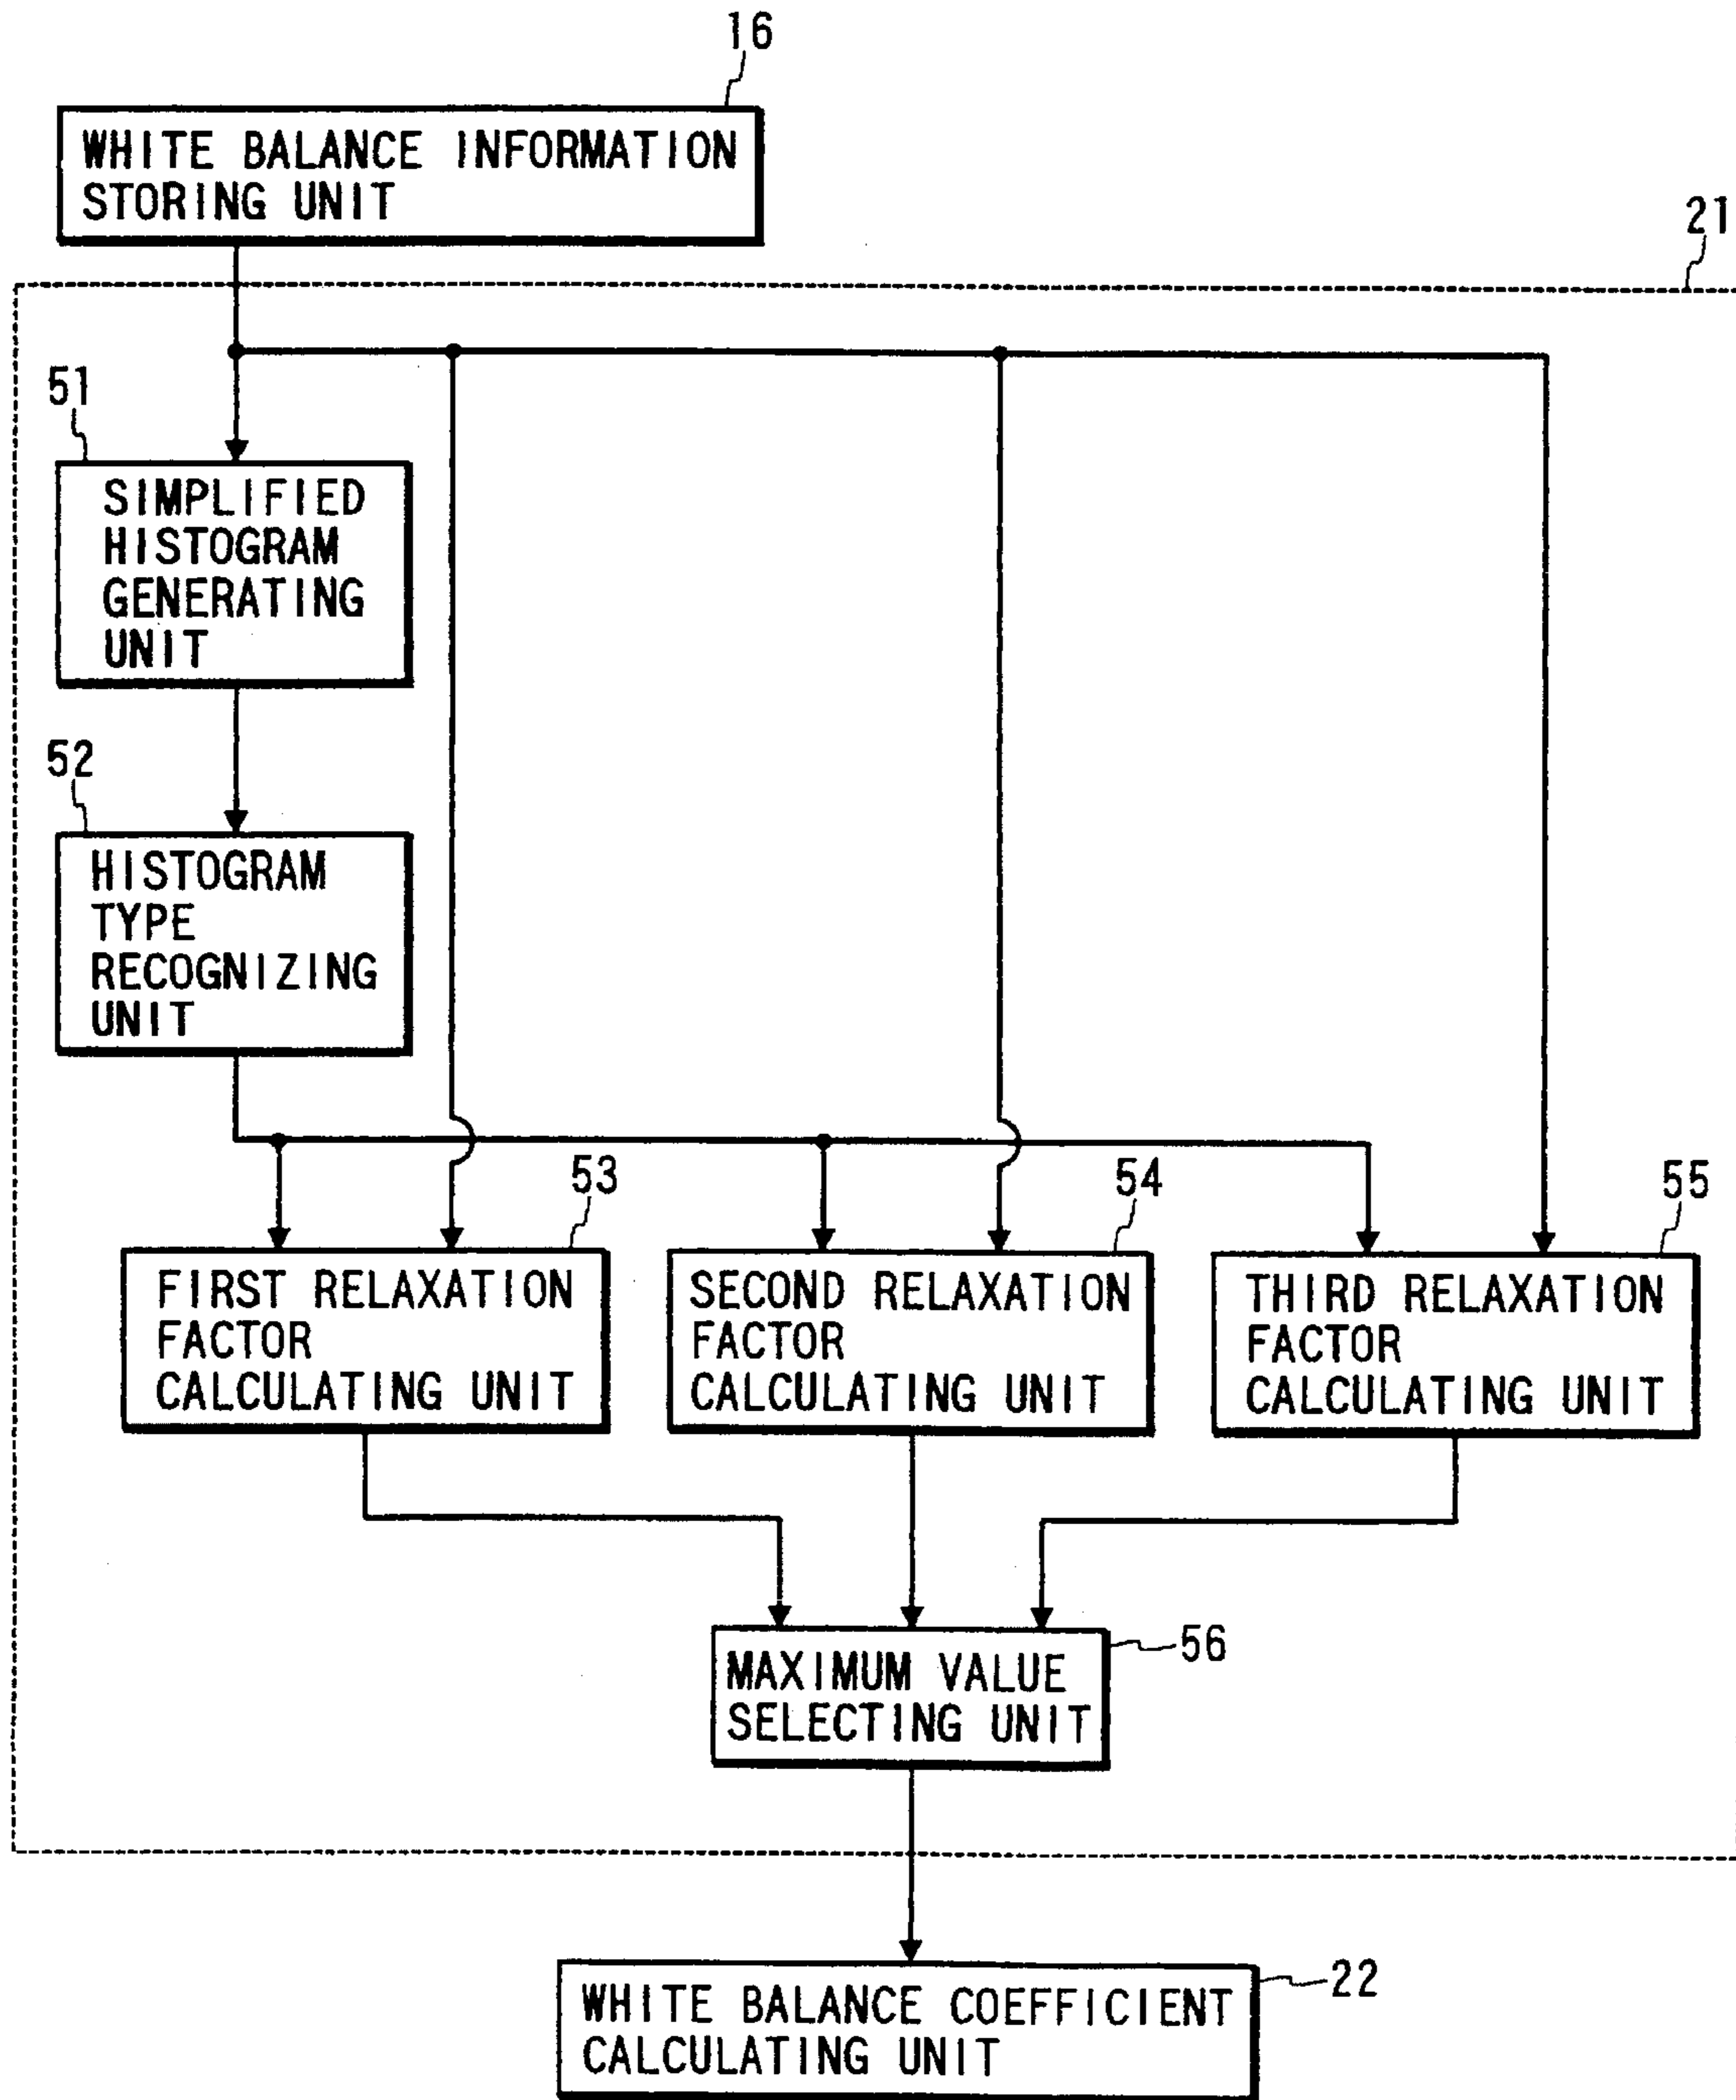 16
WHITE BALANCE INFORMATION
STORING UNIT
21
51
SIMPLIFIED
HISTOGRAM
GENERATING
UNIT
52
HISTOGRAM
TYPE
RECOGNIZING
UNIT
53
FIRST RELAXATION
FACTOR
CALCULATING UNIT
54
SECOND RELAXATION
FACTOR
CALCULATING UNIT
55
THIRD RELAXATION
FACTOR
CALCULATING UNIT
56
MAXIMUM VALUE
SELECTING UNIT
22
WHITE BALANCE COEFFICIENT
CALCULATING UNIT